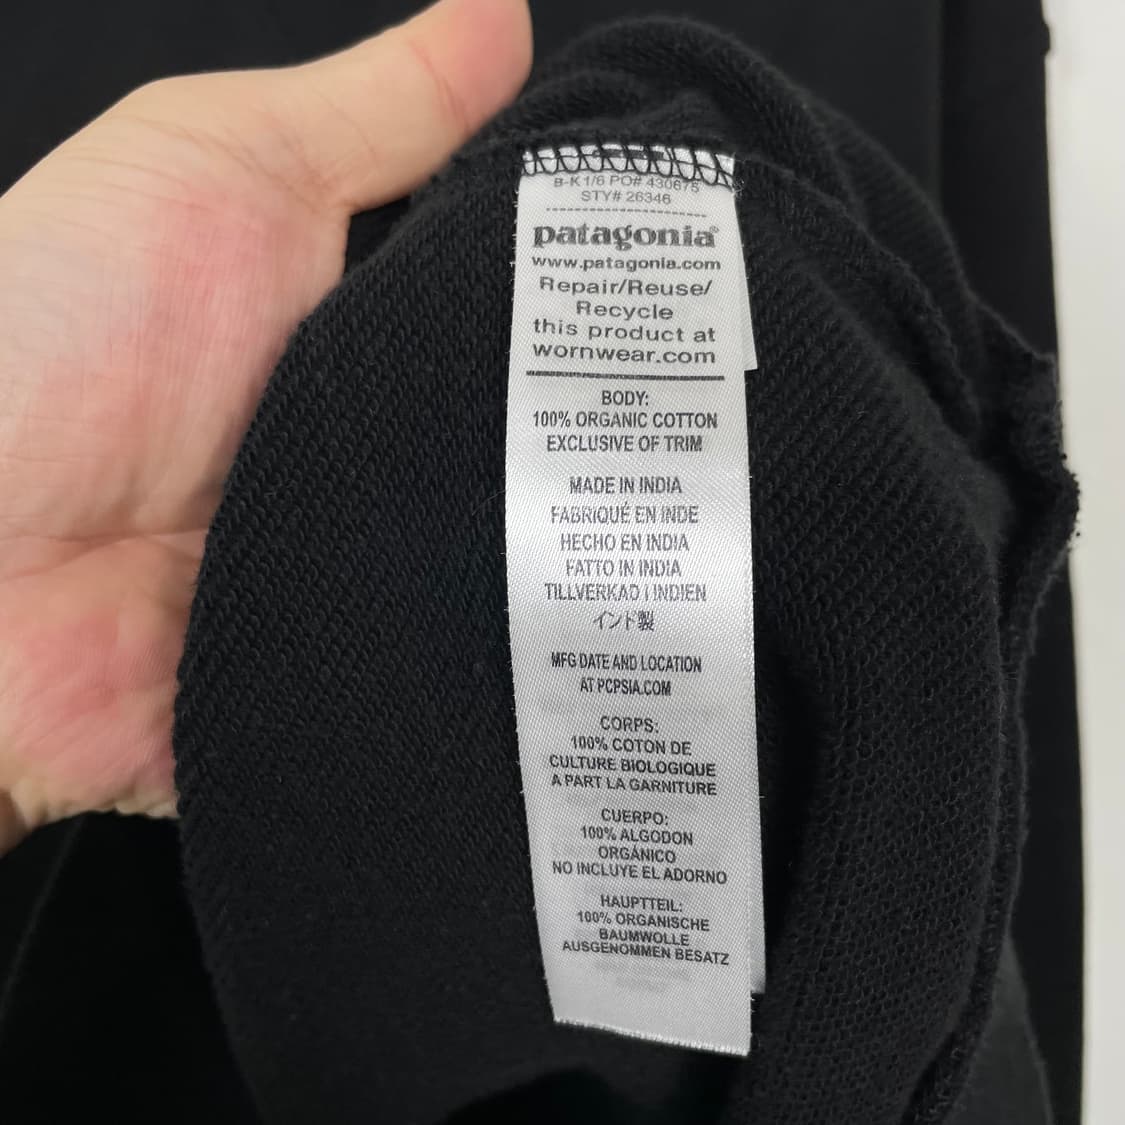 B-K 1/6 PO# 430675
STY# 26346
patagonia®
www.patagonia.com
Repair/Reuse/
Recycle
this product at
wornwear.com
BODY:
100% ORGANIC COTTON
EXCLUSIVE OF TRIM
MADE IN INDIA
FABRIQUÉ EN INDE
HECHO EN INDIA
FATTO IN INDIA
TILLVERKAD I INDIEN
インド製
MFG DATE AND LOCATION
AT PCPSIA.COM
CORPS:
100% COTON DE
CULTURE BIOLOGIQUE
A PART LA GARNITURE
CUERPO:
100% ALGODON
ORGÁNICO
NO INCLUYE EL ADORNO
HAUPTTEIL:
100% ORGANISCHE
BAUMWOLLE
AUSGENOMMEN BESATZ